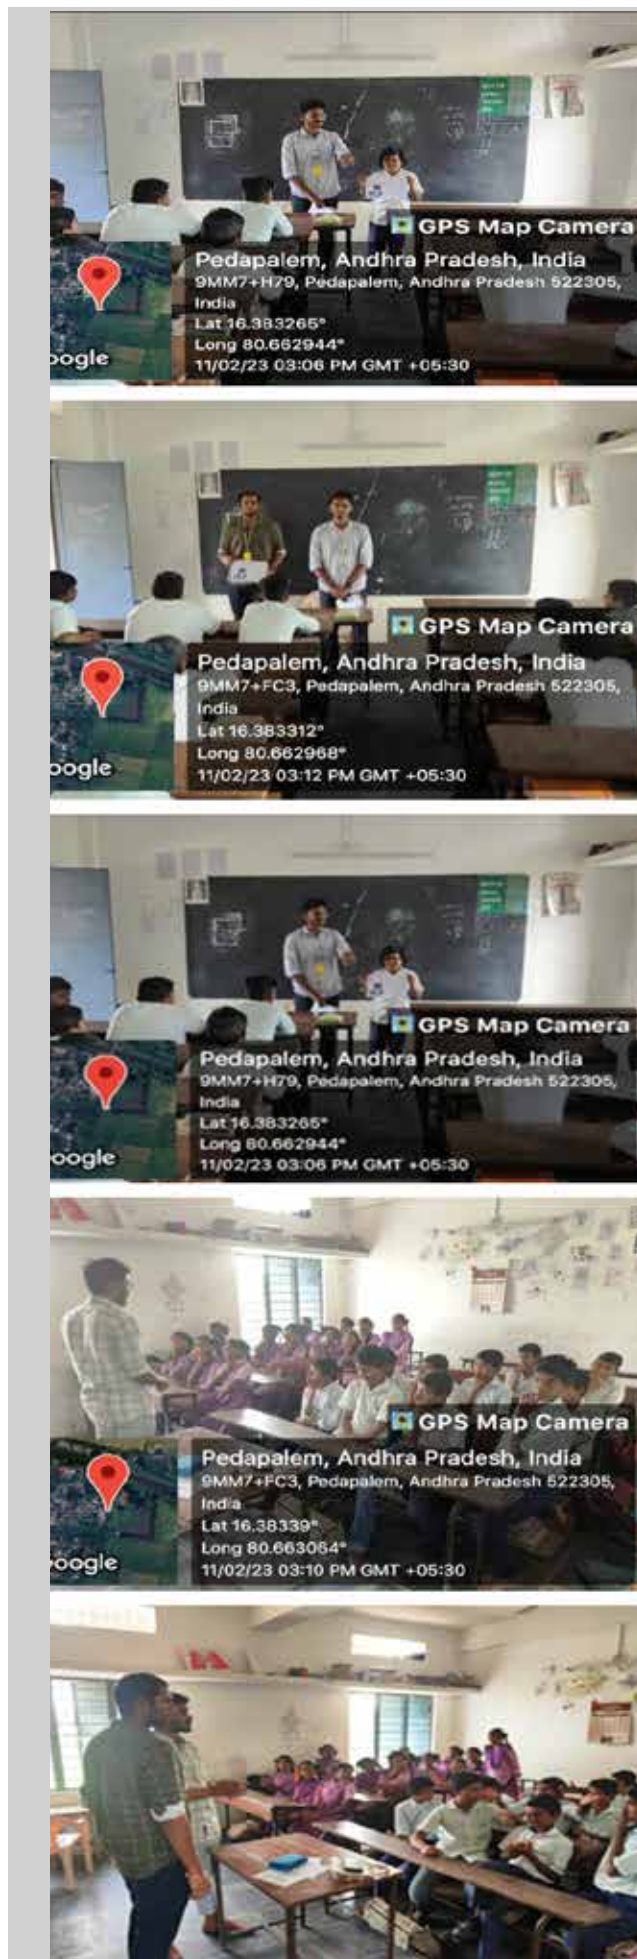 GPS Map Camera
Pedapalem, Andhra Pradesh, India
9MM7+H79, Pedapalem, Andhra Pradesh 522305,
India
Lat 16.383265°
Long 80.662944°
11/02/23 03:06 PM GMT +05:30
oogle
GPS Map Camera
Pedapalem, Andhra Pradesh, India
9MM7+FC3, Pedapalem, Andhra Pradesh 522305,
India
Lat 16.383312°
Long 80.662968°
11/02/23 03:12 PM GMT +05:30
oogle
GPS Map Camera
Pedapalem, Andhra Pradesh, India
9MM7+H79, Pedapalem, Andhra Pradesh 522305,
India
Lat 16.383265°
Long 80.662944°
11/02/23 03:06 PM GMT +05:30
oogle
GPS Map Camera
Pedapalem, Andhra Pradesh, India
9MM7+FC3, Pedapalem, Andhra Pradesh 522305,
India
Lat 16.38339°
Long 80.663064°
11/02/23 03:10 PM GMT +05:30
oogle